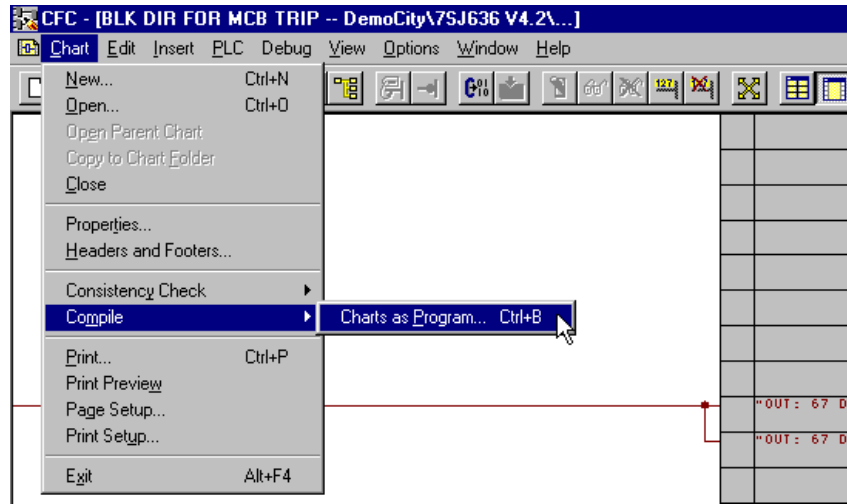 CFC - [BLK DIR FOR MCB TRIP -- DemoCity\7SJ636 V4.2\...]
Chart Edit Insert PLC Debug View Options Window Help
New... Ctrl+N
Open... Ctrl+O
Open Parent Chart
Copy to Chart Folder
Close
Properties...
Headers and Footers...
Consistency Check
Compile
Charts as Program... Ctrl+B
Print... Ctrl+P
Print Preview
Page Setup...
Print Setup...
Exit Alt+F4
"OUT: 67 D
"OUT: 67 D